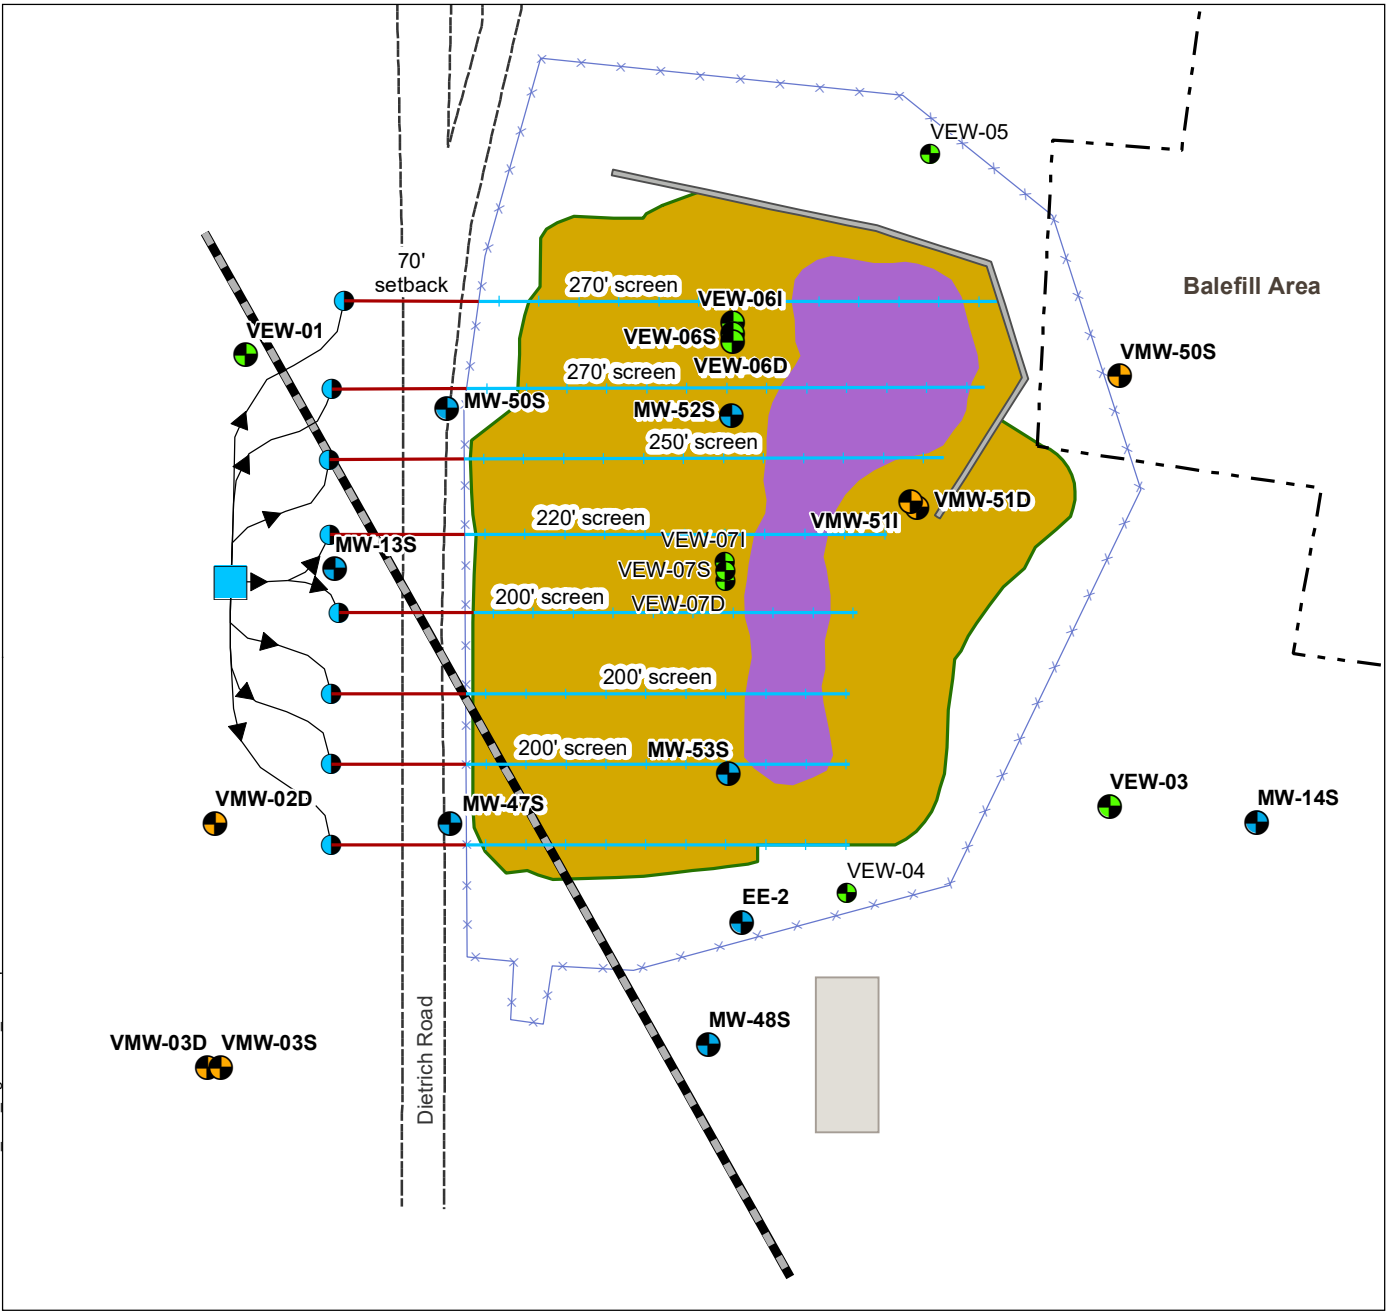 VEW-05
70'
setback
270' screen
Balefill Area
VEW-06I
VEW-01
VEW-06S
VMW-50S
VEW-06D
270' screen
MW-50S
MW-52S
250' screen
VMW-51D
220' screen
VMW-51I
VEW-07I
MW-13S
VEW-07S
200' screen
VEW-07D
200' screen
200' screen
MW-53S
VEW-03
VMW-02D
MW-47S
MW-14S
VEW-04
EE-2
Dietrich Road
MW-48S
VMW-03D
VMW-03S